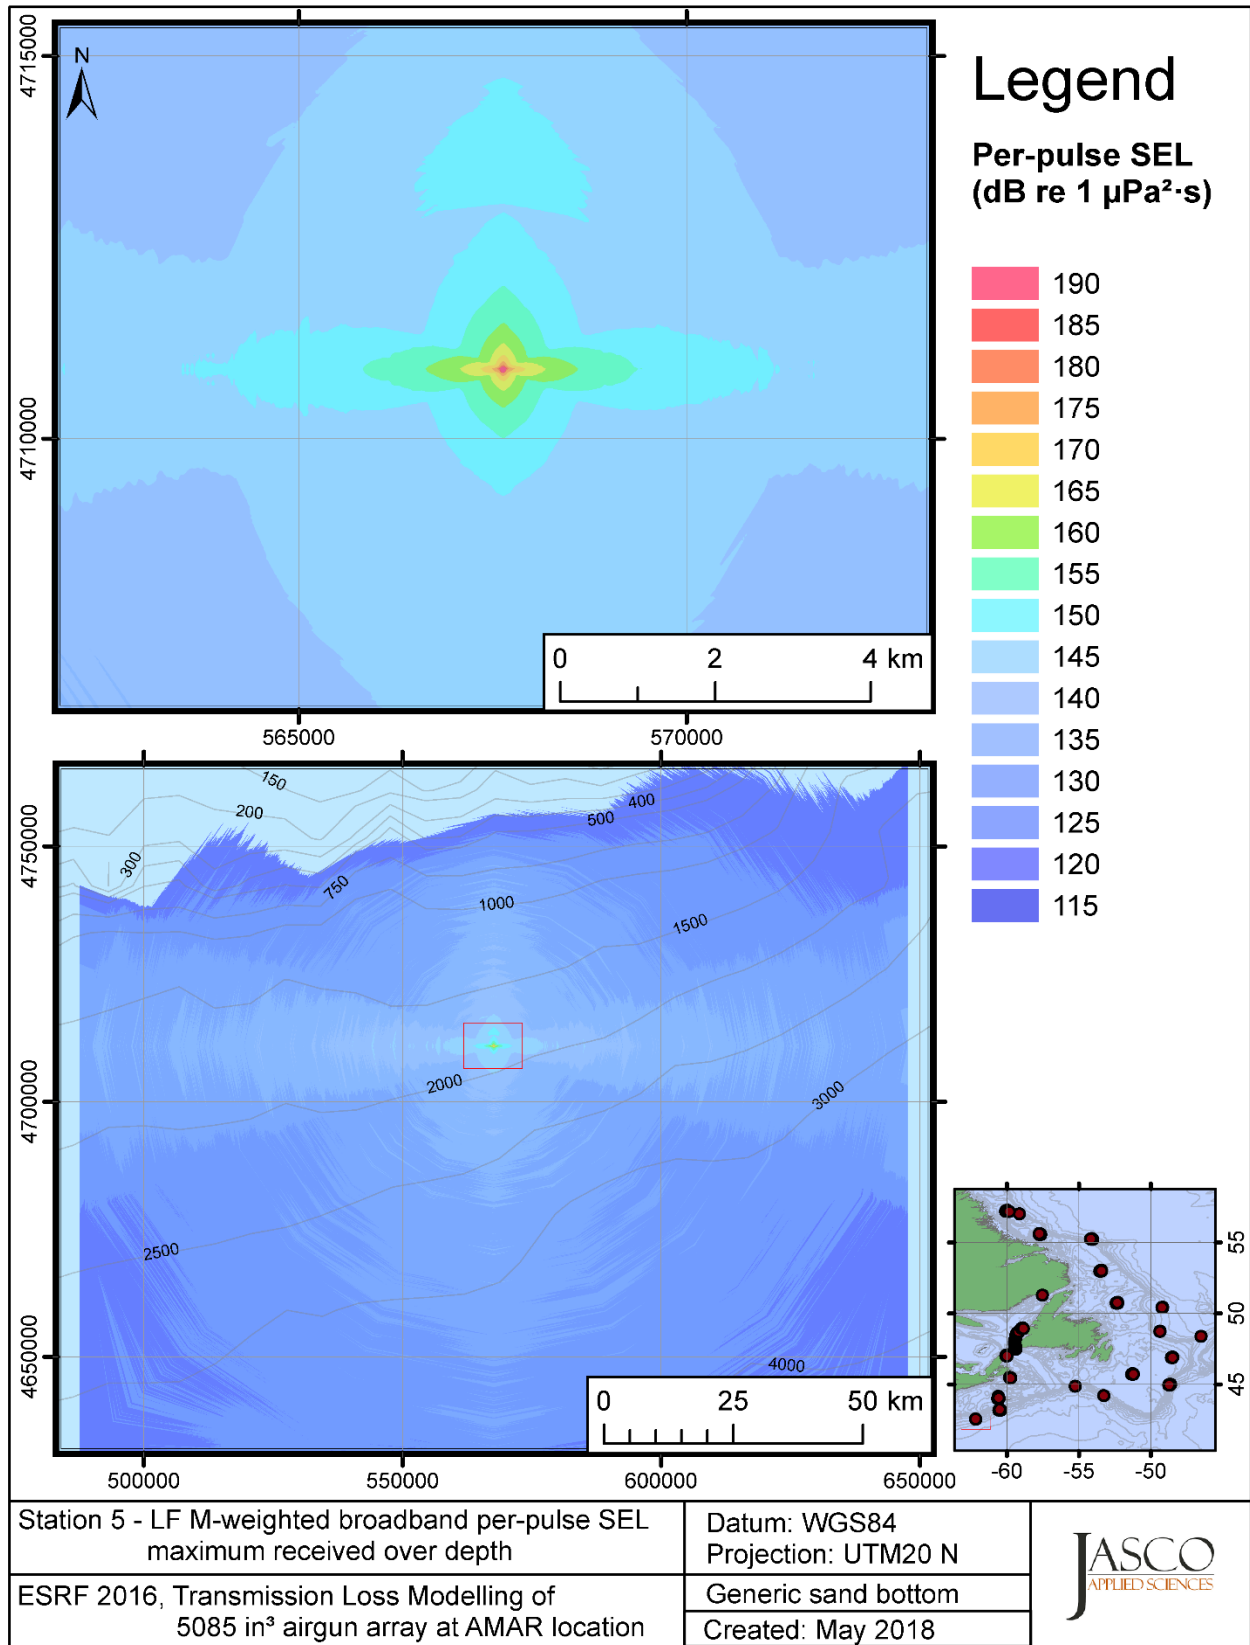 N
4715000
4710000
0 2 4 km
565000 570000
Legend
Per-pulse SEL
(dB re 1 µPa²·s)
190
185
180
175
170
165
160
155
150
145
140
135
130
125
120
115
150
200
300
400
500
750
1000
1500
2000
3000
2500
4000
4750000
4700000
4650000
0 25 50 km
500000 550000 600000 650000
55
50
45
-60 -55 -50
Station 5 - LF M-weighted broadband per-pulse SEL
maximum received over depth
ESRF 2016, Transmission Loss Modelling of
5085 in³ airgun array at AMAR location
Datum: WGS84
Projection: UTM20 N
Generic sand bottom
Created: May 2018
JASCO
APPLIED SCIENCES